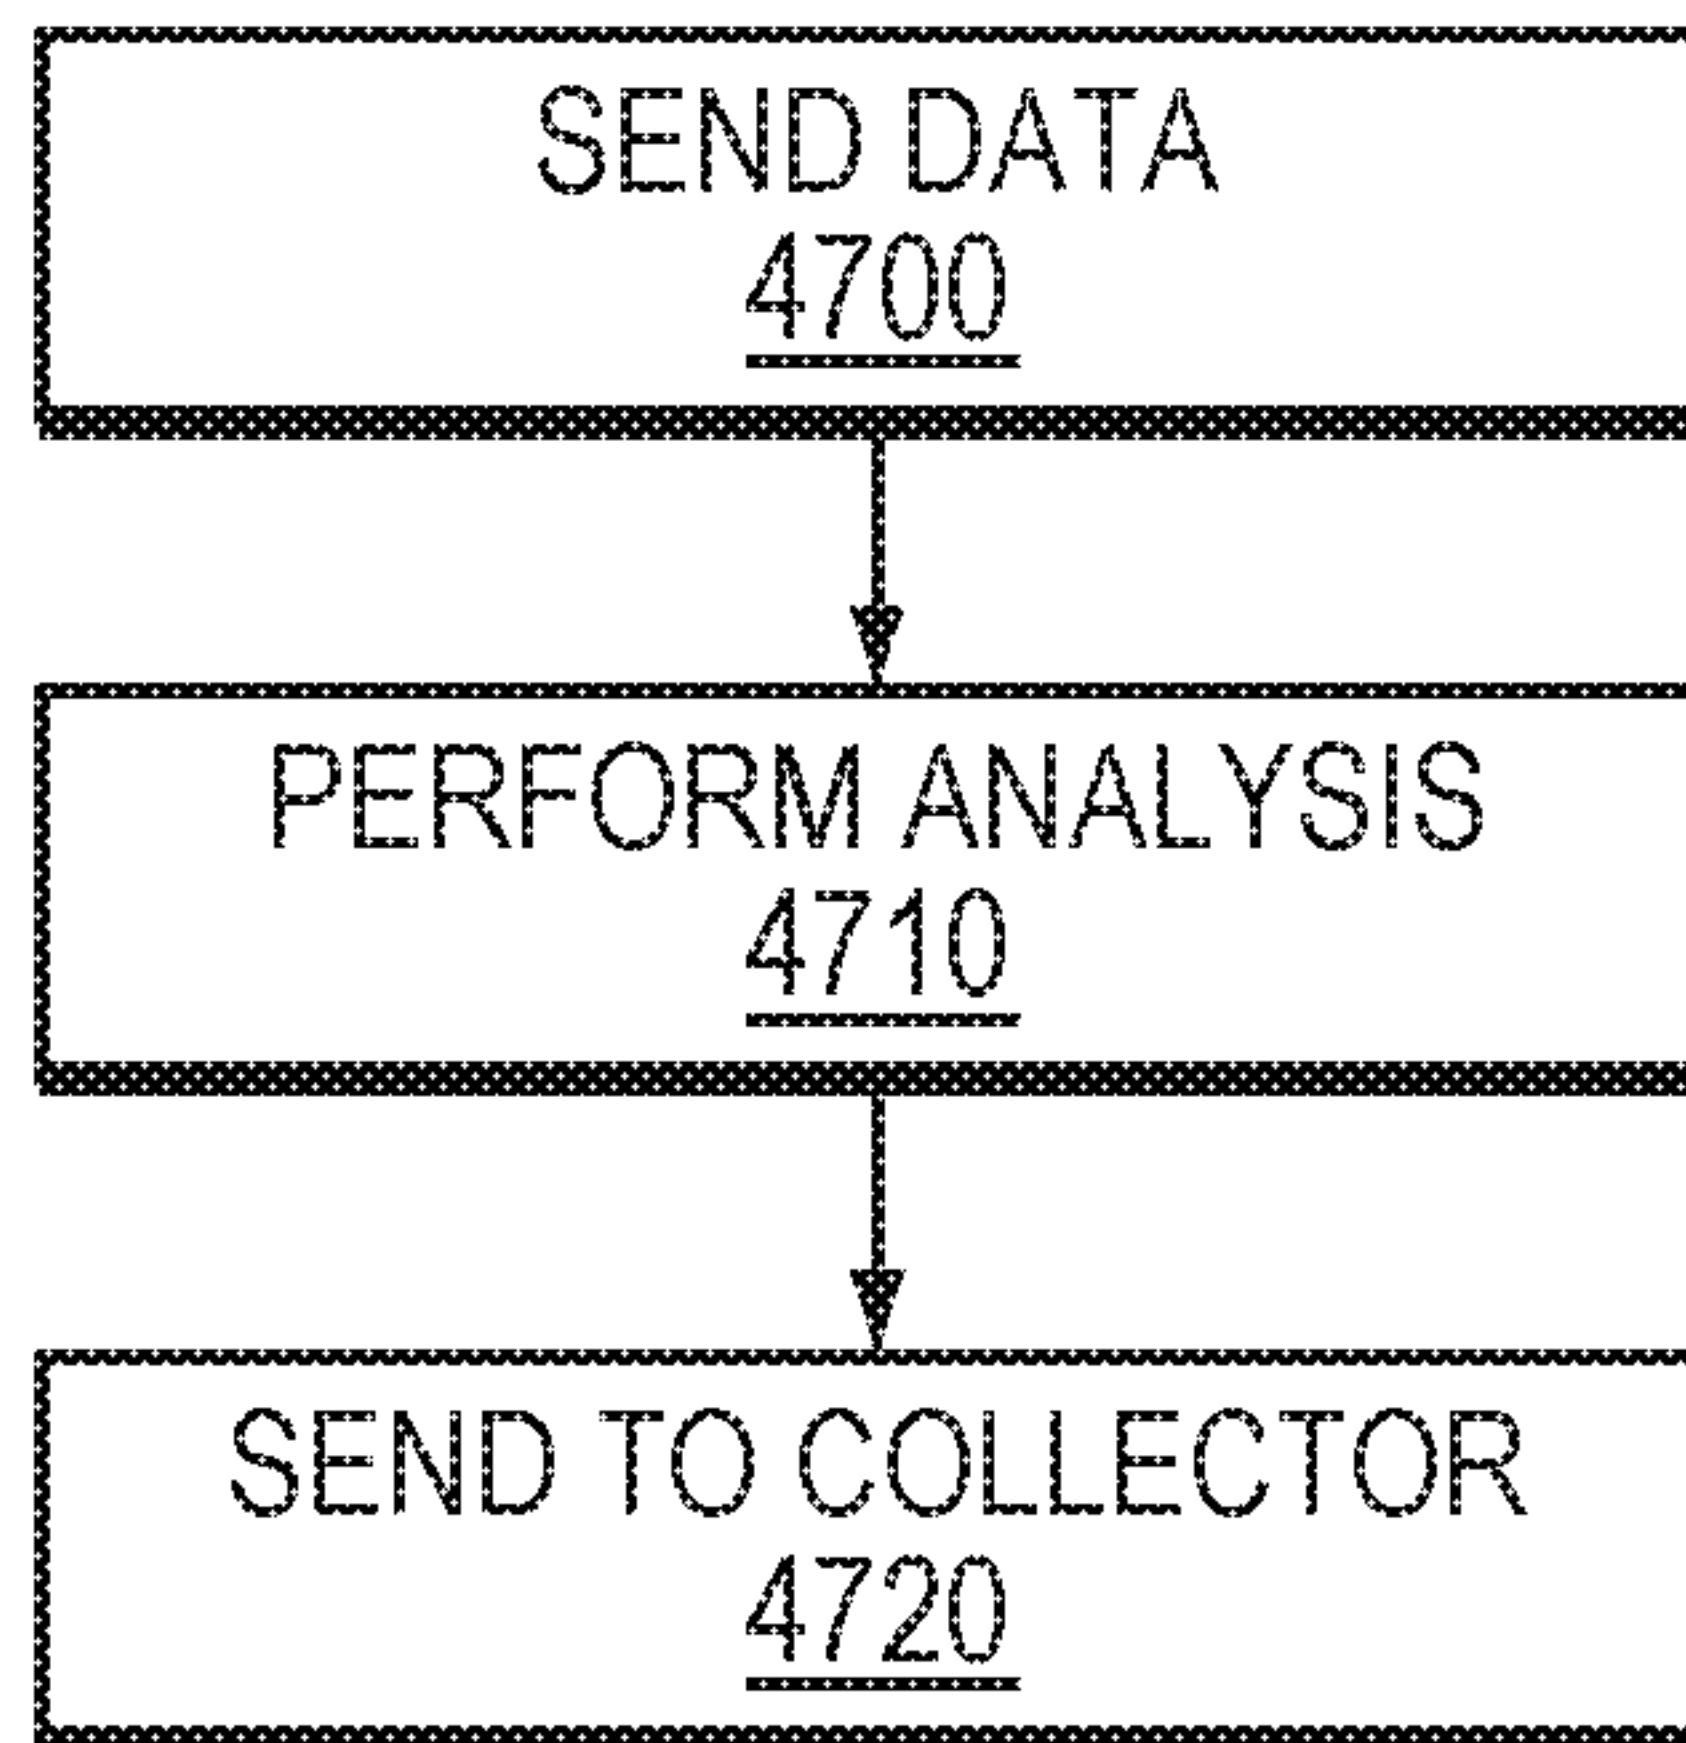 SEND DATA
4700
PERFORM ANALYSIS
4710
SEND TO COLLECTOR
4720